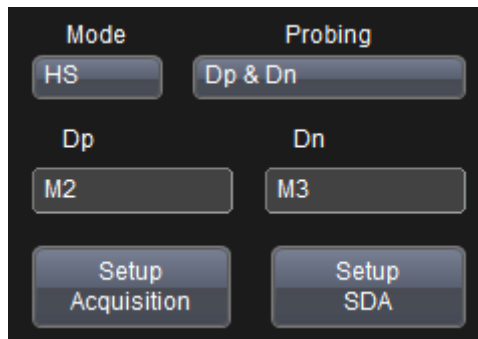 Mode Probing
HS Dp & Dn
Dp Dn
M2 M3
Setup Setup
Acquisition SDA